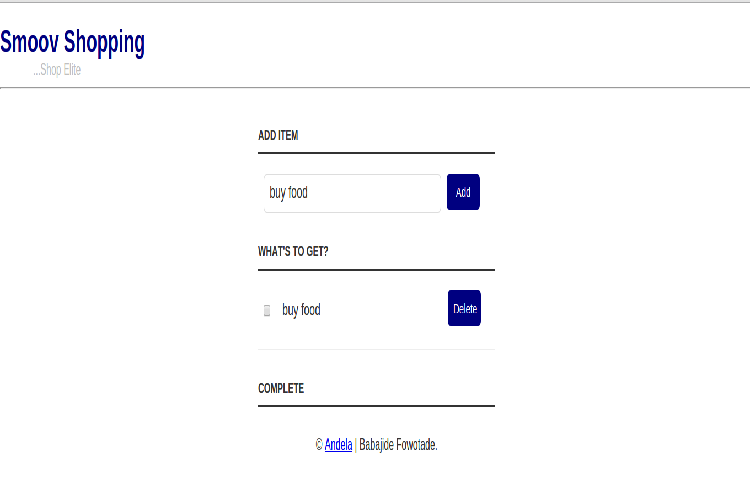 Smoov Shopping
...Shop Elite
ADD ITEM
buy food
Add
WHAT'S TO GET?
buy food
Delete
COMPLETE
© Andela | Babajide Fowotade.